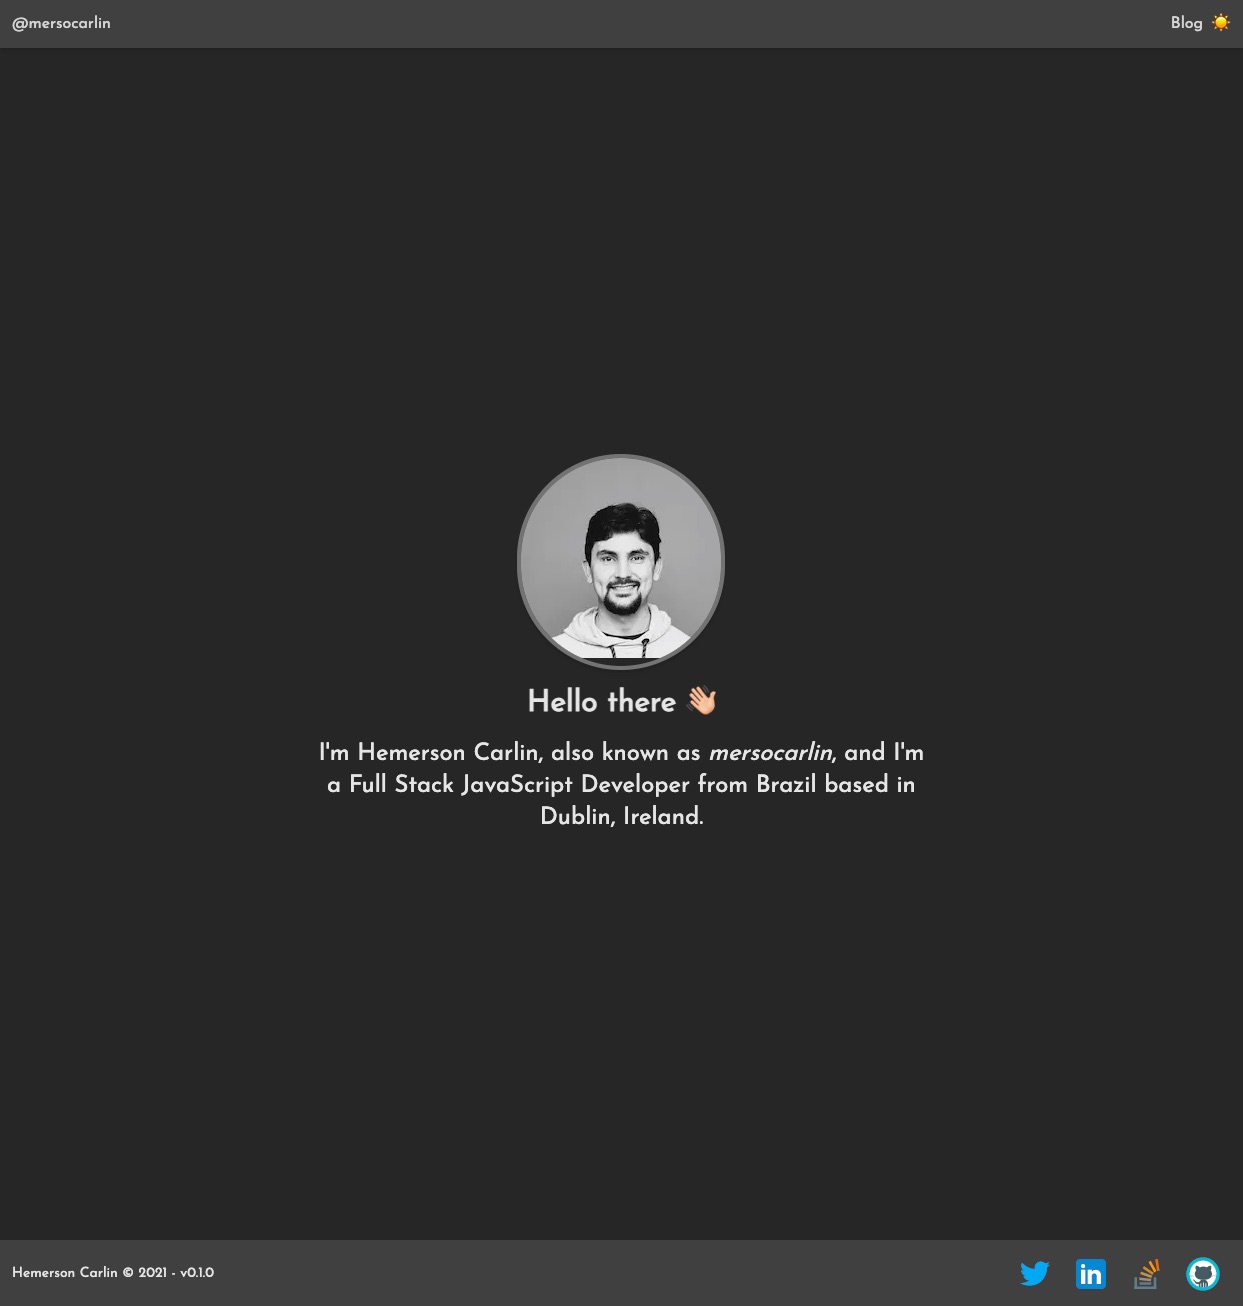 @mersocarlin
Blog
Hello there 👋
I'm Hemerson Carlin, also known as mersocarlin, and I'm
a Full Stack JavaScript Developer from Brazil based in
Dublin, Ireland.
Hemerson Carlin © 2021 - v0.1.0
in